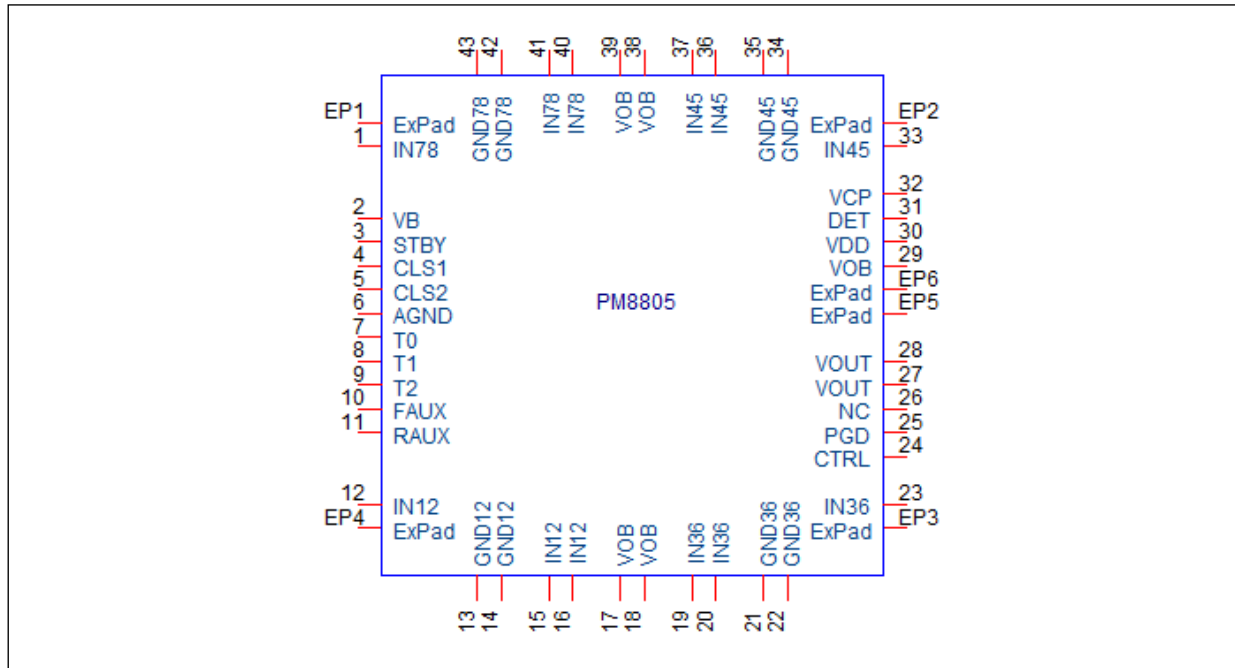 43 42 41 40 39 38 37 36 35 34
GND78 GND78 IN78 IN78 VOB VOB IN45 IN45 GND45 GND45
EP1 ExPad ExPad EP2
1 IN78 IN45 33
VCP 32
2 VB DET 31
3 STBY VDD 30
4 CLS1 VOB 29
5 CLS2 ExPad EP6
6 AGND ExPad EP5
PM8805
7 T0
8 T1 VOUT 28
9 T2 VOUT 27
10 FAUX NC 26
11 RAUX PGD 25
CTRL 24
12 IN12 IN36 23
EP4 ExPad ExPad EP3
GND12 GND12 IN12 IN12 VOB VOB IN36 IN36 GND36 GND36
13 14 15 16 17 18 19 20 21 22